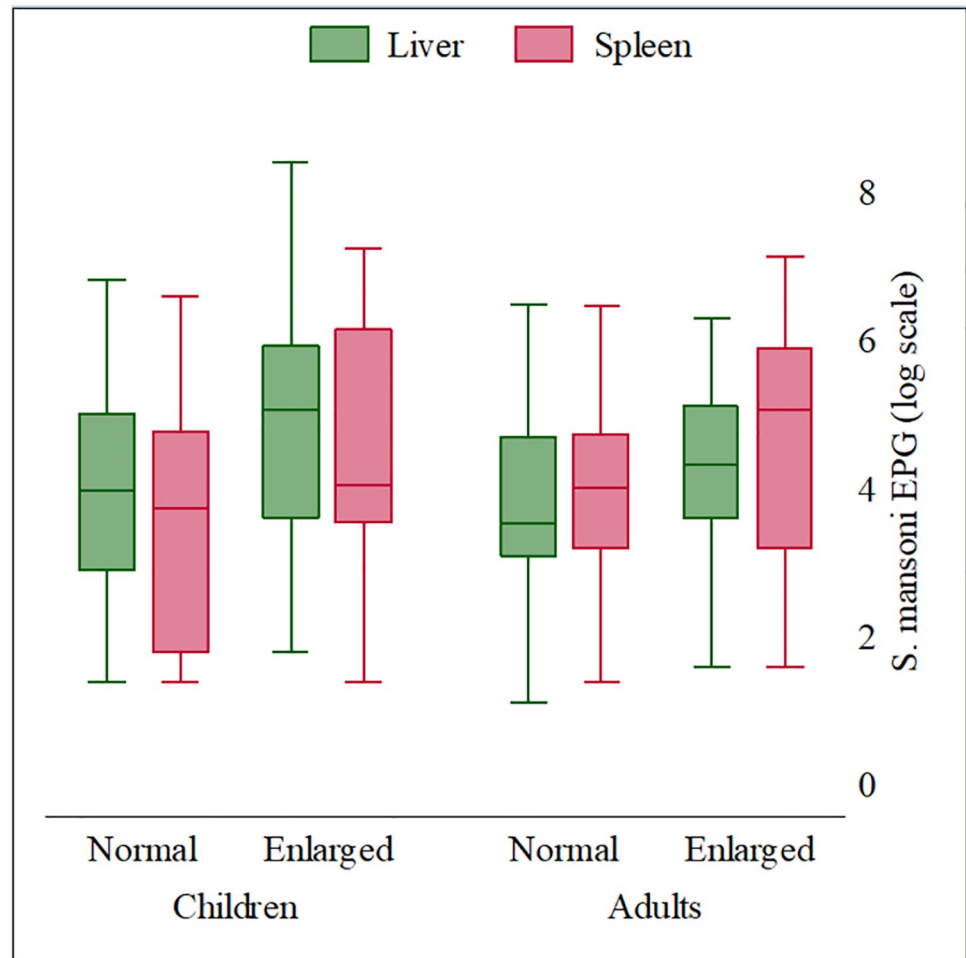 Liver Spleen
8
6
4
2
0
S. mansoni EPG (log scale)
Normal Enlarged Normal Enlarged
Children Adults